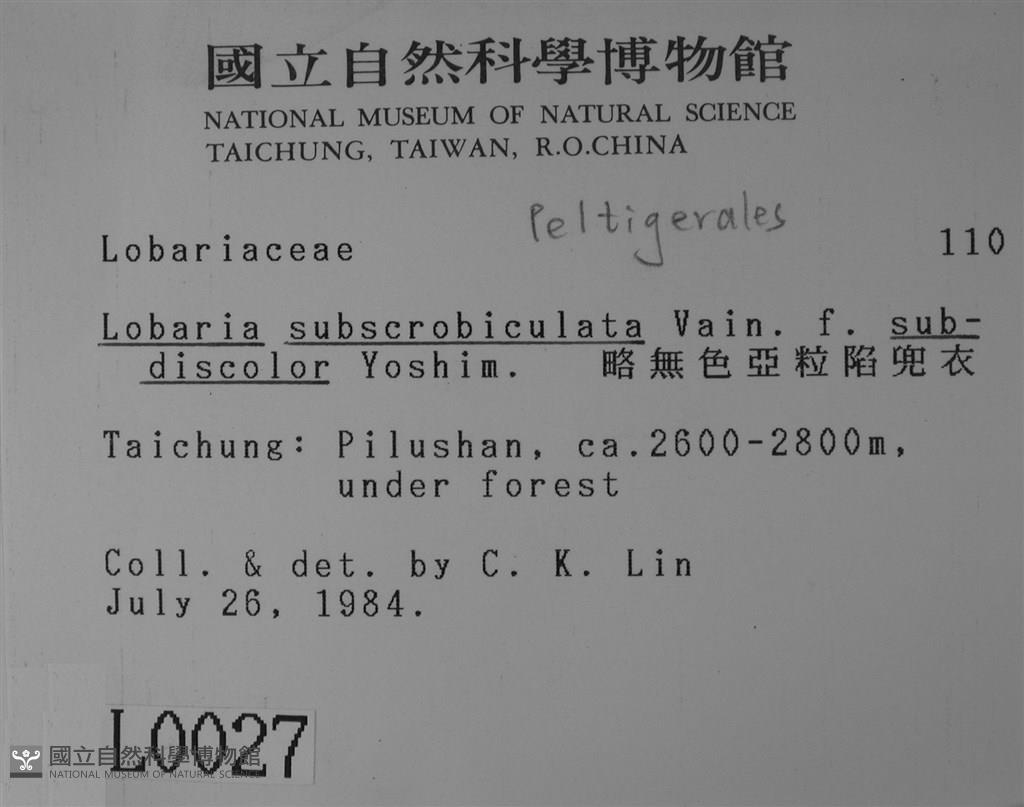 國立自然科學博物館
NATIONAL MUSEUM OF NATURAL SCIENCE
TAICHUNG, TAIWAN, R.O.CHINA
Peltigerales
Lobariaceae 110
Lobaria subscrobiculata Vain. f. sub-
discolor Yoshim. 略無色亞粒陷兜衣
Taichung: Pilushan, ca.2600-2800m,
under forest
Coll. & det. by C. K. Lin
July 26, 1984.
L0027
國立自然科學博物館
NATIONAL MUSEUM OF NATURAL SCIENCE